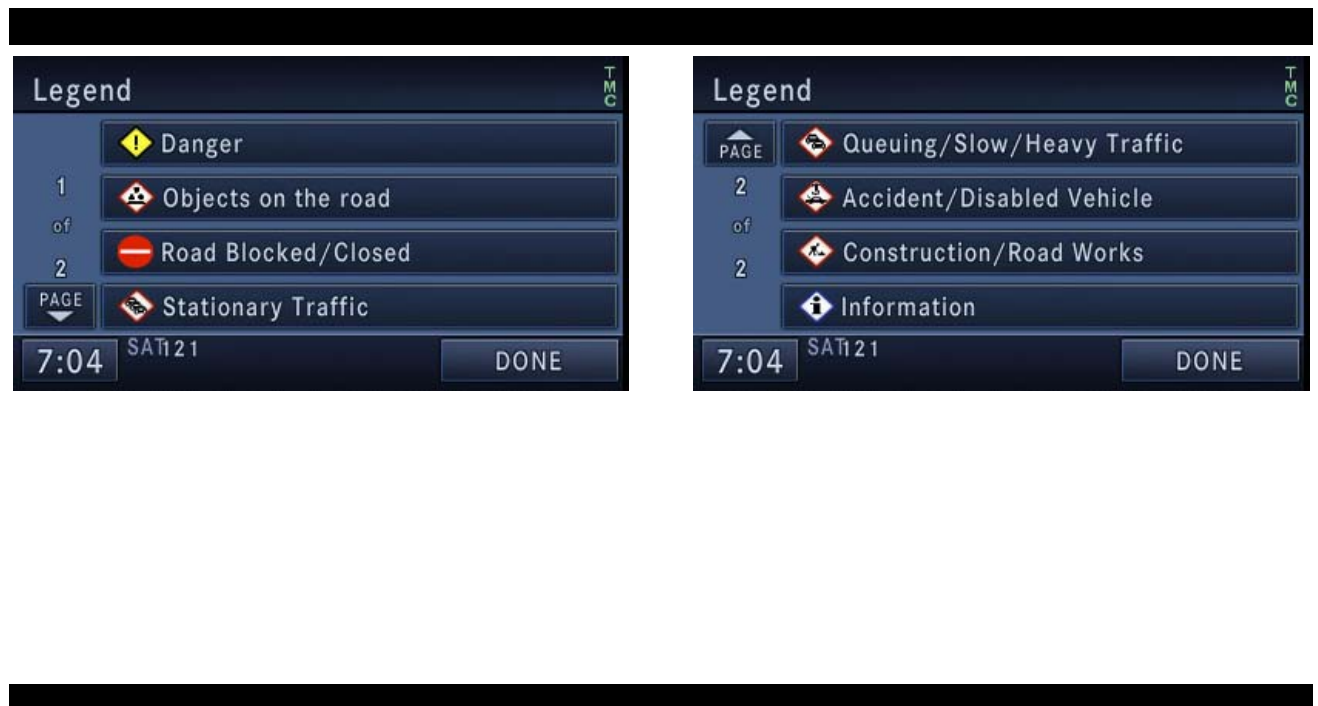 Legend
TMC
Danger
1
Objects on the road
of
Road Blocked/Closed
2
PAGE
Stationary Traffic
7:04
SAT121
DONE
Legend
TMC
PAGE
Queuing/Slow/Heavy Traffic
2
Accident/Disabled Vehicle
of
Construction/Road Works
2
Information
7:04
SAT121
DONE